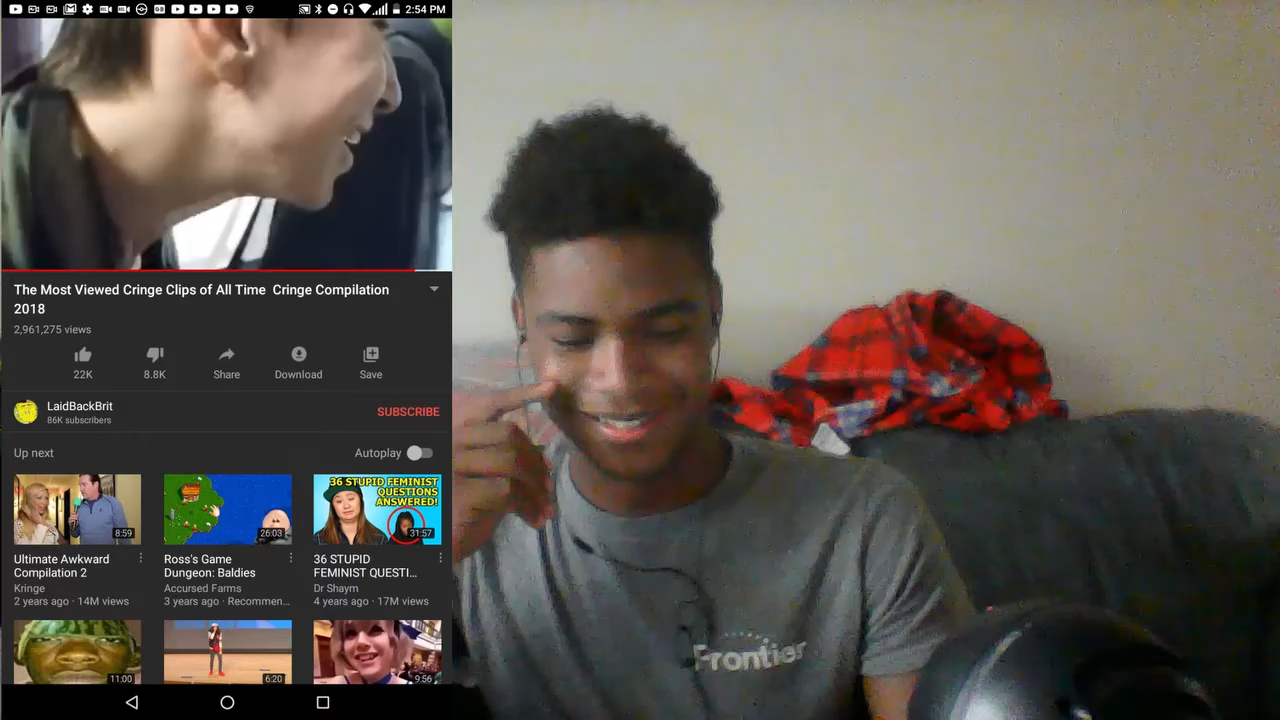 2:54 PM
The Most Viewed Cringe Clips of All Time Cringe Compilation
2018
2,961,275 views
22K
8.8K
Share
Download
Save
LaidBackBrit
86K subscribers
SUBSCRIBE
Up next
Autoplay
8:59
26:03
36 STUPID FEMINIST
QUESTIONS
ANSWERED!
31:57
Ultimate Awkward
Compilation 2
Kringe
2 years ago · 14M views
Ross's Game
Dungeon: Baldies
Accursed Farms
3 years ago · Recommen...
36 STUPID
FEMINIST QUESTI...
Dr Shaym
4 years ago · 17M views
11:00
6:20
9:56
Frontier